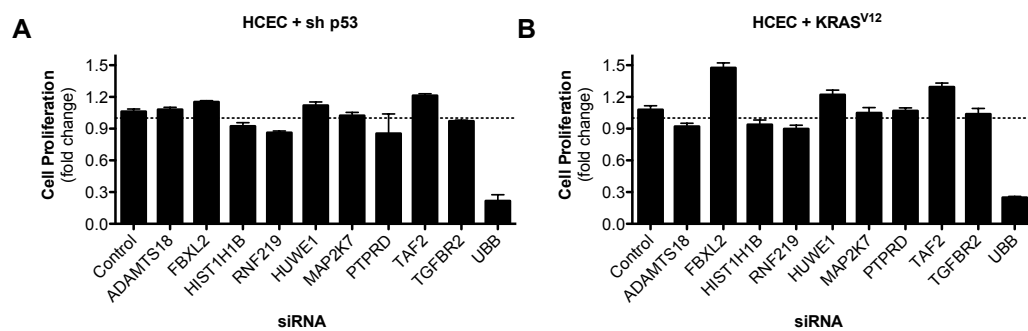 A
HCEC + sh p53
Cell Proliferation
(fold change)
1.5
1.2
0.9
0.6
0.3
0.0
Control
ADAMTS18
FBXL2
HIST1H1B
RNF219
HUWE1
MAP2K7
PTPRD
TAF2
TGFBR2
UBB
siRNA
B
HCEC + KRASV12
Cell Proliferation
(fold change)
1.5
1.2
0.9
0.6
0.3
0.0
Control
ADAMTS18
FBXL2
HIST1H1B
RNF219
HUWE1
MAP2K7
PTPRD
TAF2
TGFBR2
UBB
siRNA